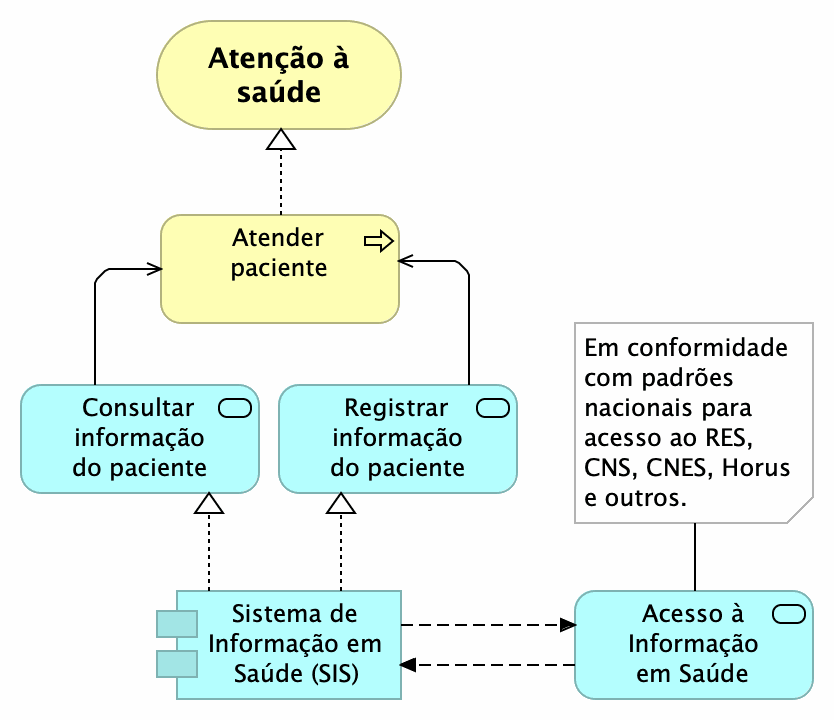 Atenção à
saúde
Atender
paciente
Consultar
informação
do paciente
Registrar
informação
do paciente
Em conformidade
com padrões
nacionais para
acesso ao RES,
CNS, CNES, Horus
e outros.
Sistema de
Informação em
Saúde (SIS)
Acesso à
Informação
em Saúde